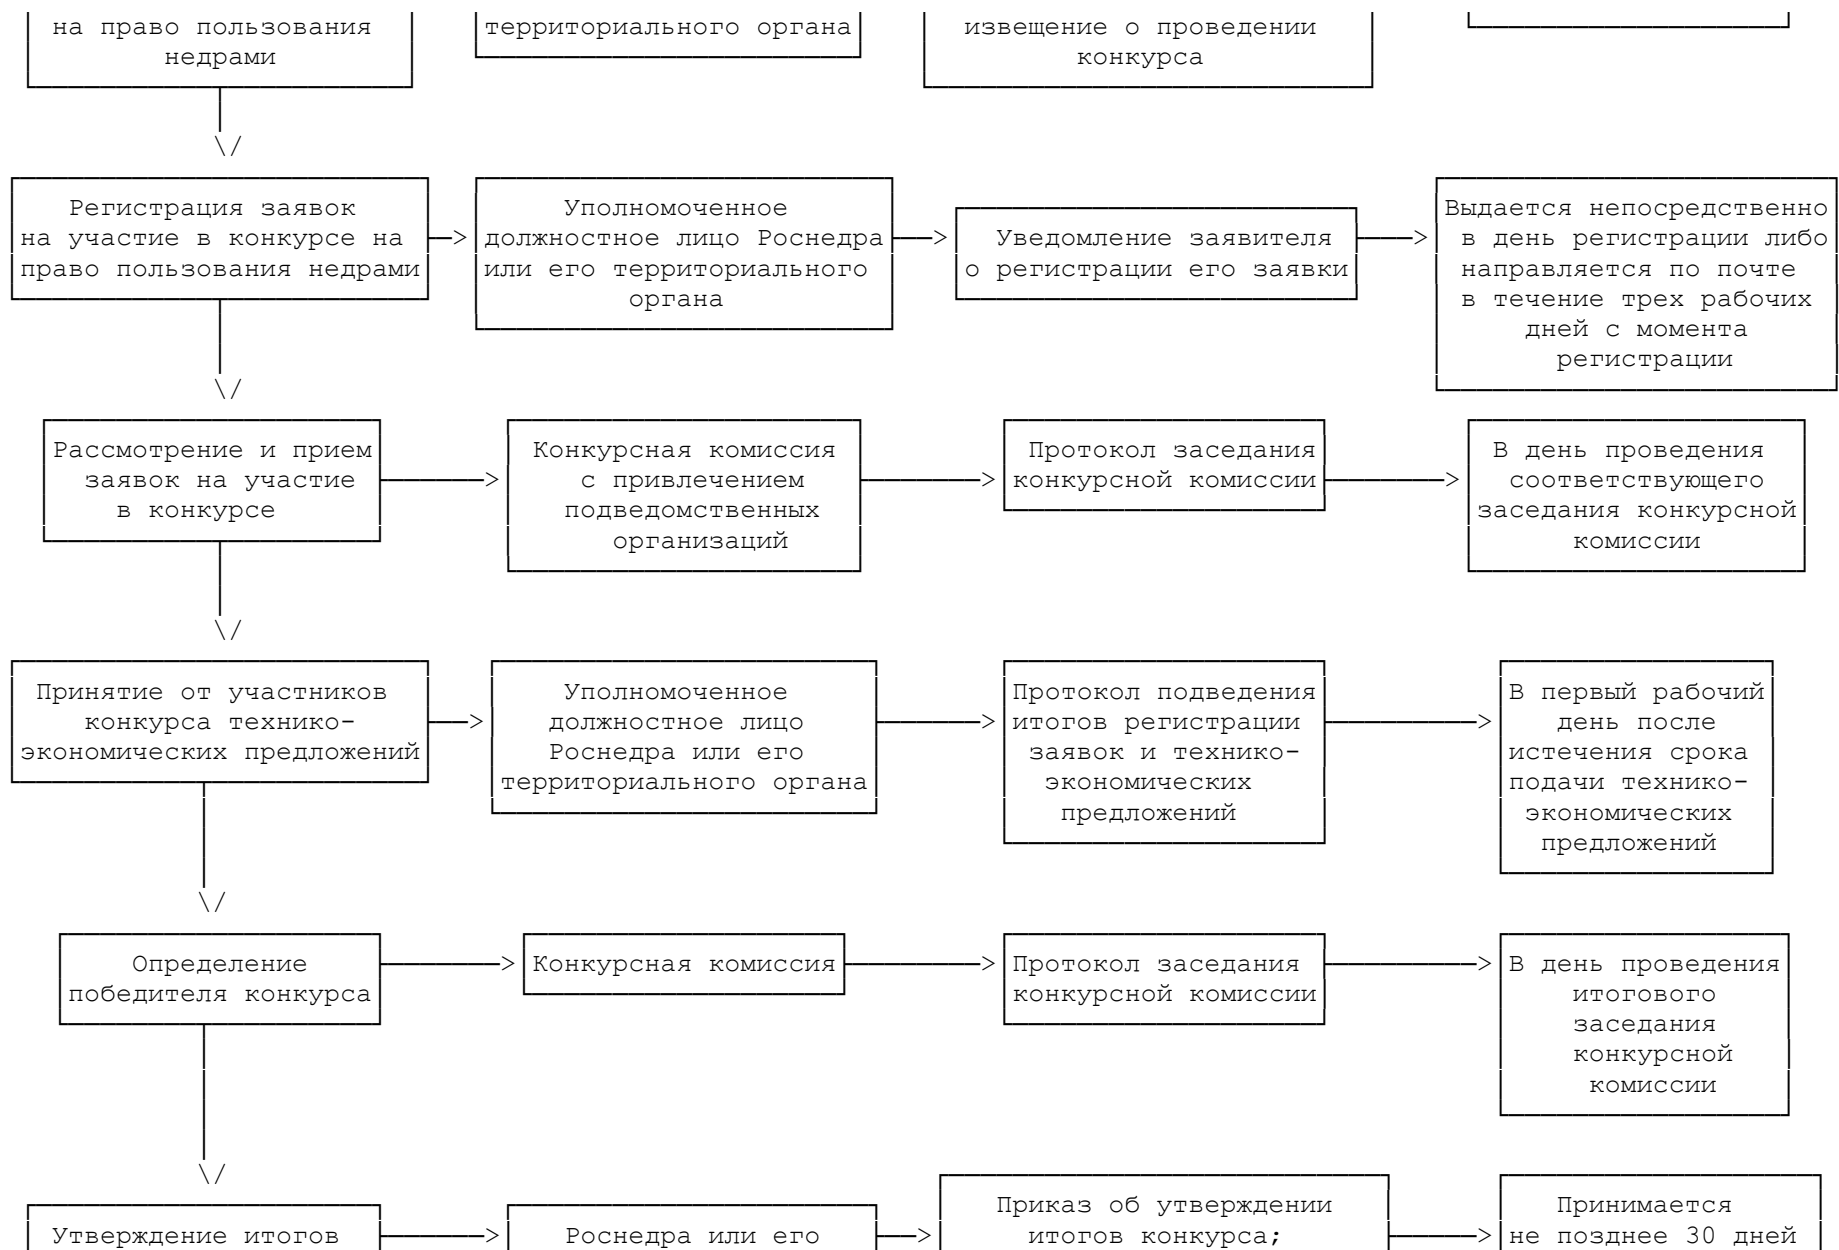 на право пользования
недрами
территориального органа
извещение о проведении
конкурса
Регистрация заявок
на участие в конкурсе на
право пользования недрами
Уполномоченное
должностное лицо Роснедра
или его территориального
органа
Уведомление заявителя
о регистрации его заявки
Выдается непосредственно
в день регистрации либо
направляется по почте
в течение трех рабочих
дней с момента
регистрации
Рассмотрение и прием
заявок на участие
в конкурсе
Конкурсная комиссия
с привлечением
подведомственных
организаций
Протокол заседания
конкурсной комиссии
В день проведения
соответствующего
заседания конкурсной
комиссии
Принятие от участников
конкурса технико-
экономических предложений
Уполномоченное
должностное лицо
Роснедра или его
территориального органа
Протокол подведения
итогов регистрации
заявок и технико-
экономических
предложений
В первый рабочий
день после
истечения срока
подачи технико-
экономических
предложений
Определение
победителя конкурса
Конкурсная комиссия
Протокол заседания
конкурсной комиссии
В день проведения
итогового
заседания
конкурсной
комиссии
Утверждение итогов
Роснедра или его
Приказ об утверждении
итогов конкурса;
Принимается
не позднее 30 дней